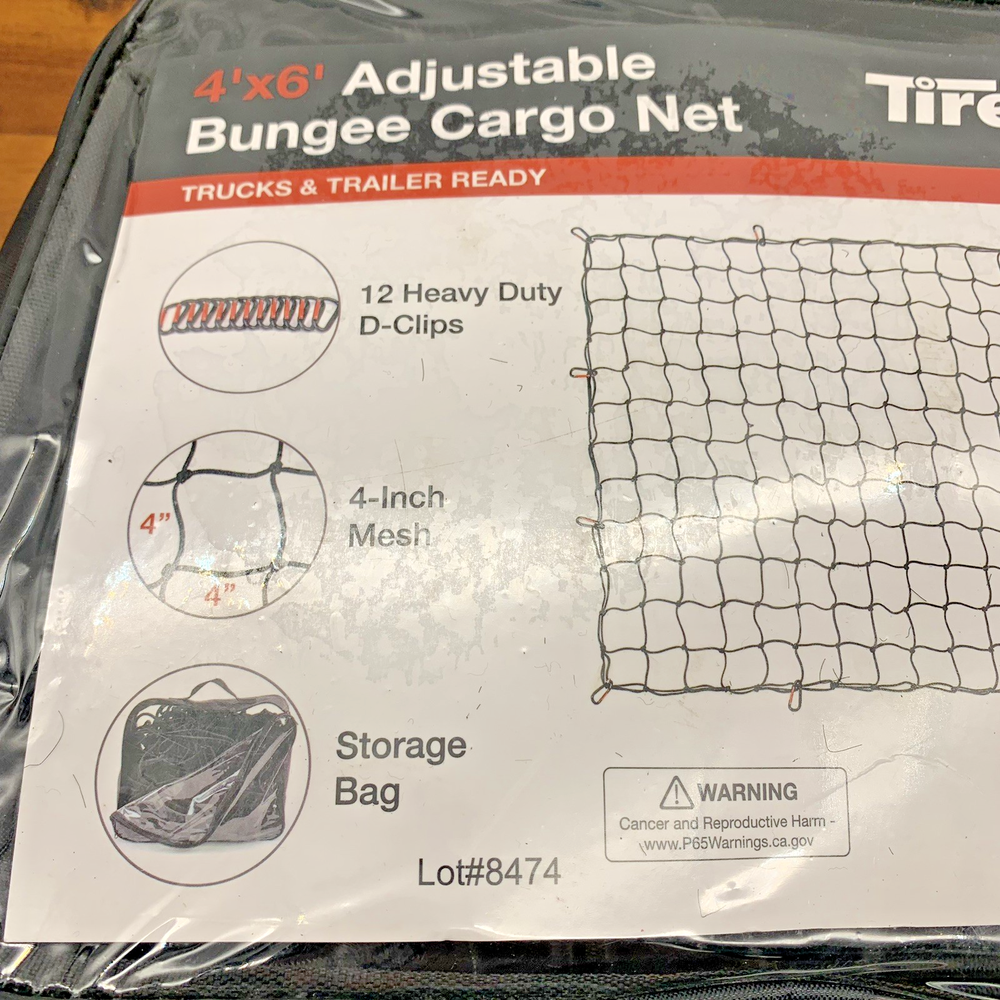 4'x6' Adjustable
Bungee Cargo Net
Tire
TRUCKS & TRAILER READY
12 Heavy Duty
D-Clips
4"
4"
4-Inch
Mesh
Storage
Bag
WARNING
Cancer and Reproductive Harm -
www.P65Warnings.ca.gov
Lot#8474